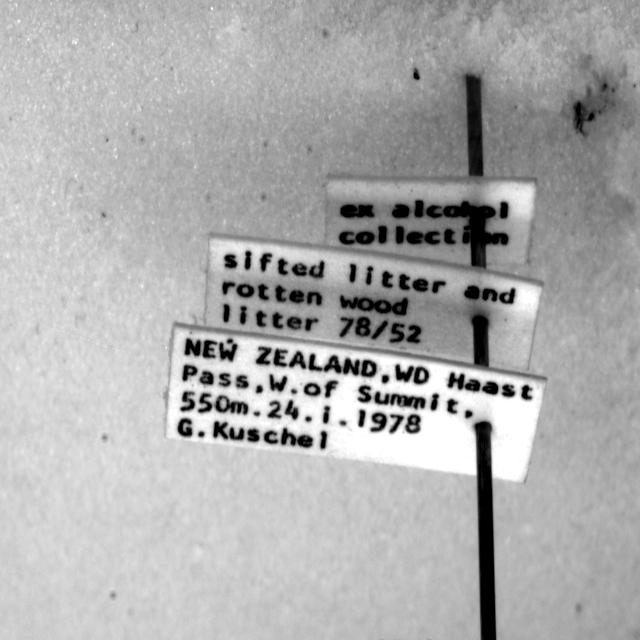 ex alcohol
collection
sifted litter and
rotten wood
litter 78/52
NEW ZEALAND,WD Haast
Pass,W.of Summit.
550m.24.i.1978
G.Kuschel